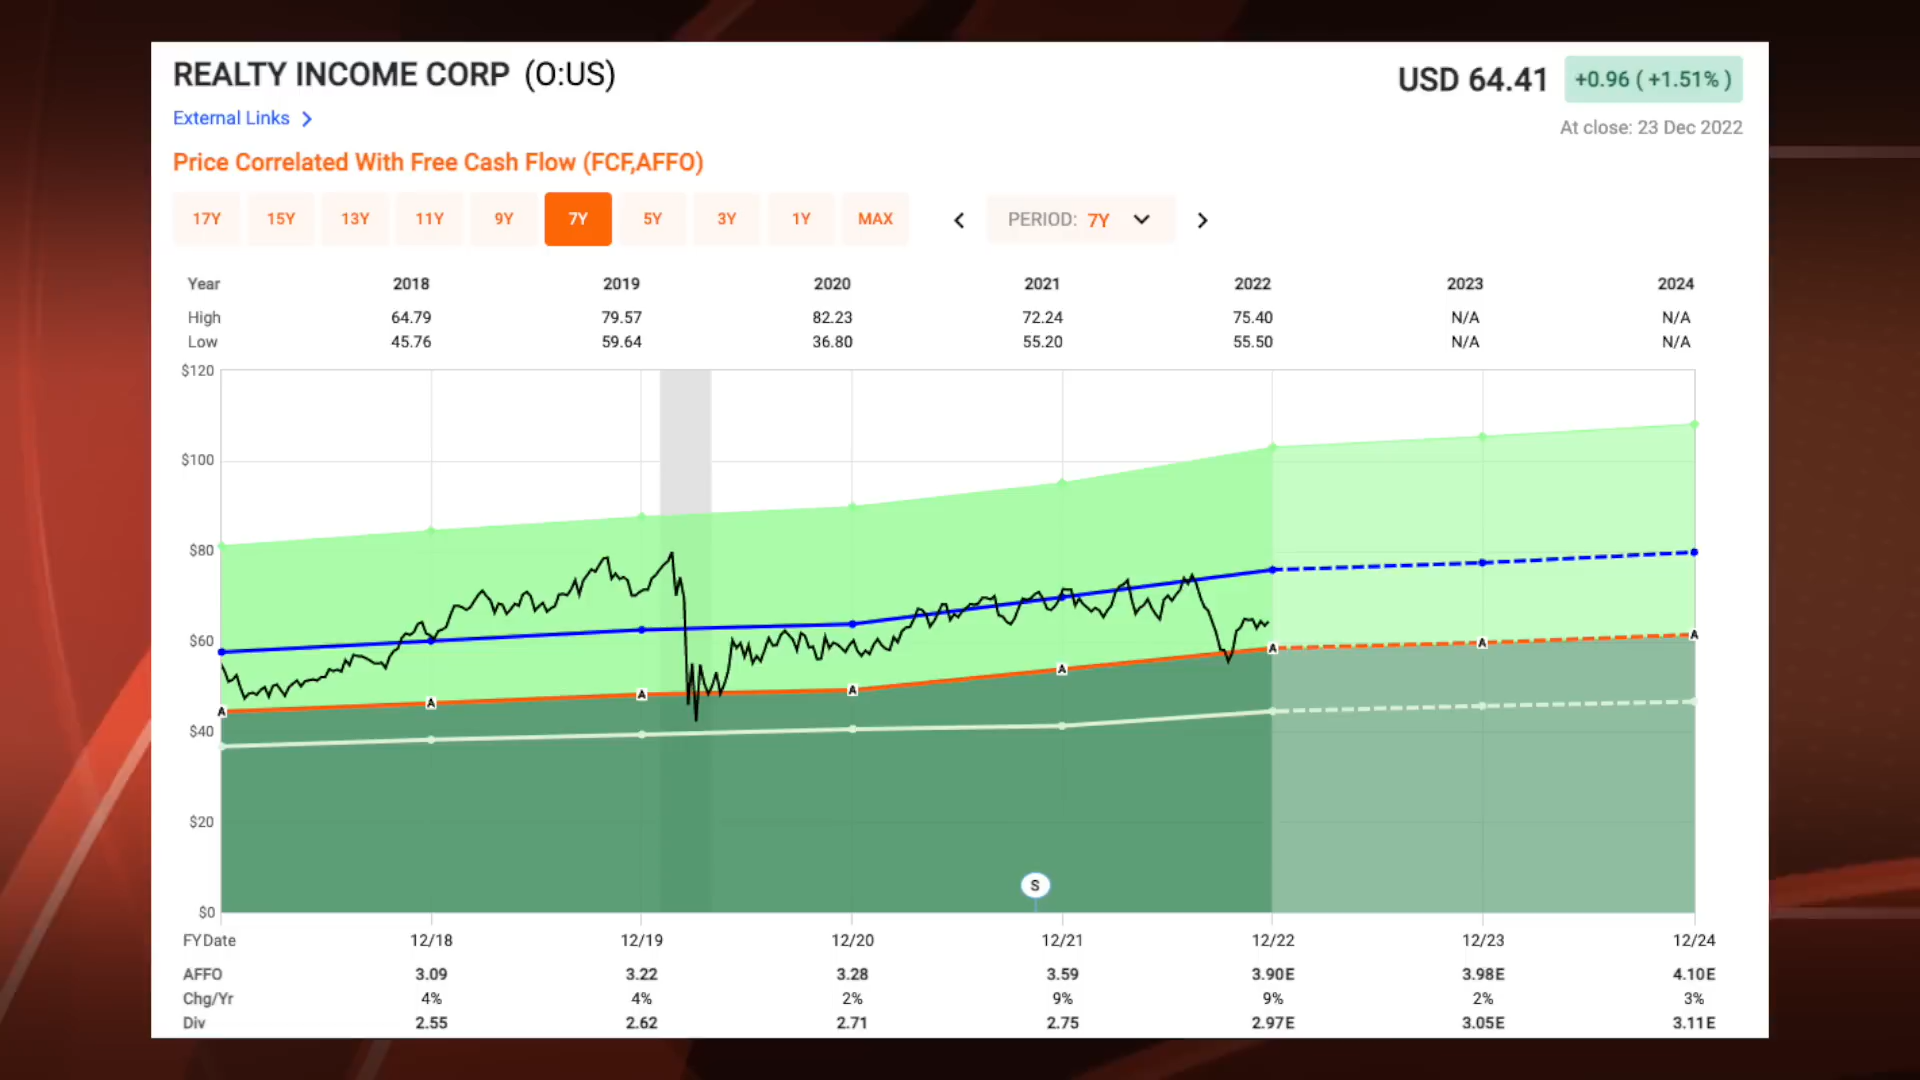 REALTY INCOME CORP (O:US)
USD 64.41 +0.96 ( +1.51% )
External Links
At close: 23 Dec 2022
Price Correlated With Free Cash Flow (FCF,AFFO)
17Y 15Y 13Y 11Y 9Y 7Y 5Y 3Y 1Y MAX PERIOD: 7Y
Year 2018 2019 2020 2021 2022 2023 2024
High 64.79 79.57 82.23 72.24 75.40 N/A N/A
Low 45.76 59.64 36.80 55.20 55.50 N/A N/A
$120
$100
$80
$60
$40
$20
$0
A A A A A A A A
S
FYDate 12/18 12/19 12/20 12/21 12/22 12/23 12/24
AFFO 3.09 3.22 3.28 3.59 3.90E 3.98E 4.10E
Chg/Yr 4% 4% 2% 9% 9% 2% 3%
Div 2.55 2.62 2.71 2.75 2.97E 3.05E 3.11E